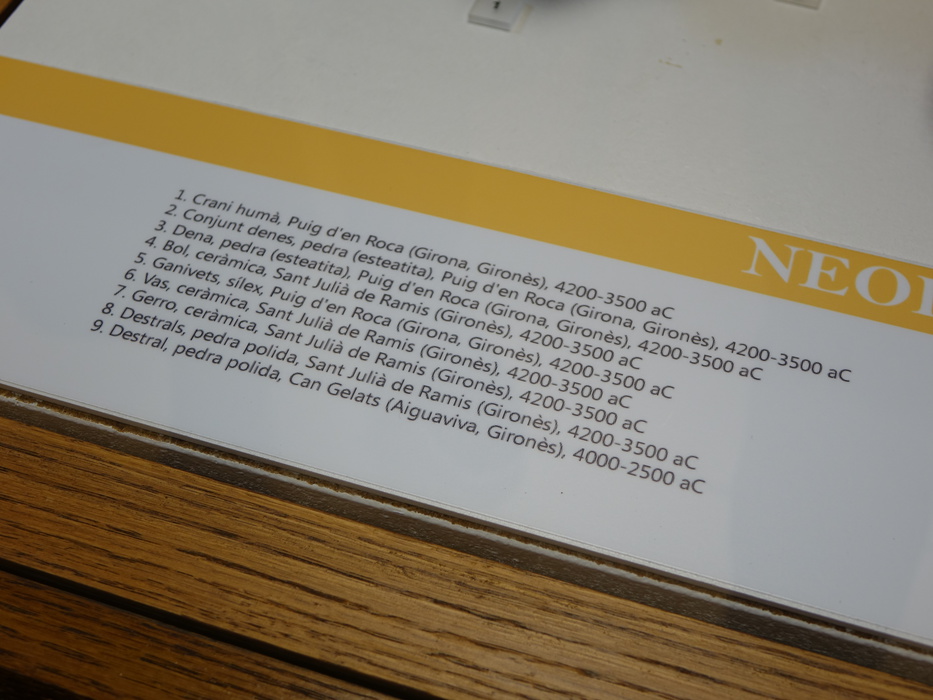 1
NEOL
1. Crani humà, Puig d'en Roca (Girona, Gironès), 4200-3500 aC
2. Conjunt denes, pedra (esteatita), Puig d'en Roca (Girona, Gironès), 4200-3500 aC
3. Dena, pedra (esteatita), Puig d'en Roca (Girona, Gironès), 4200-3500 aC
4. Bol, ceràmica, Sant Julià de Ramis (Gironès), 4200-3500 aC
5. Ganivets, sílex, Puig d'en Roca (Girona, Gironès), 4200-3500 aC
6. Vas, ceràmica, Sant Julià de Ramis (Gironès), 4200-3500 aC
7. Gerro, ceràmica, Sant Julià de Ramis (Gironès), 4200-3500 aC
8. Destrals, pedra polida, Sant Julià de Ramis (Gironès), 4200-3500 aC
9. Destral, pedra polida, Can Gelats (Aiguaviva, Gironès), 4000-2500 aC